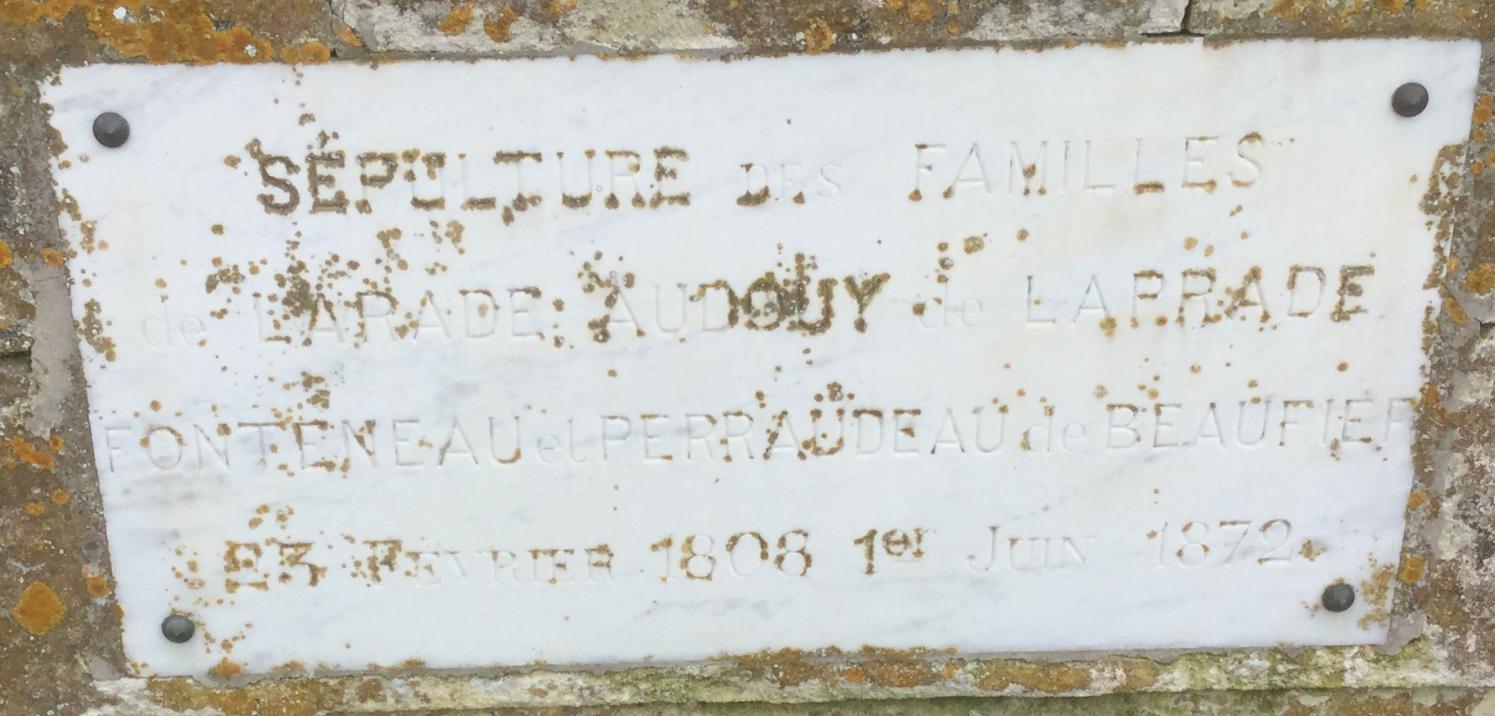 SÉPULTURE DES FAMILLES
de LARADE, AUDOUY de LAPRADE
FONTENEAU et PERRAUDEAU de BEAUFIEF
23 FÉVRIER 1808 1er JUIN 1872